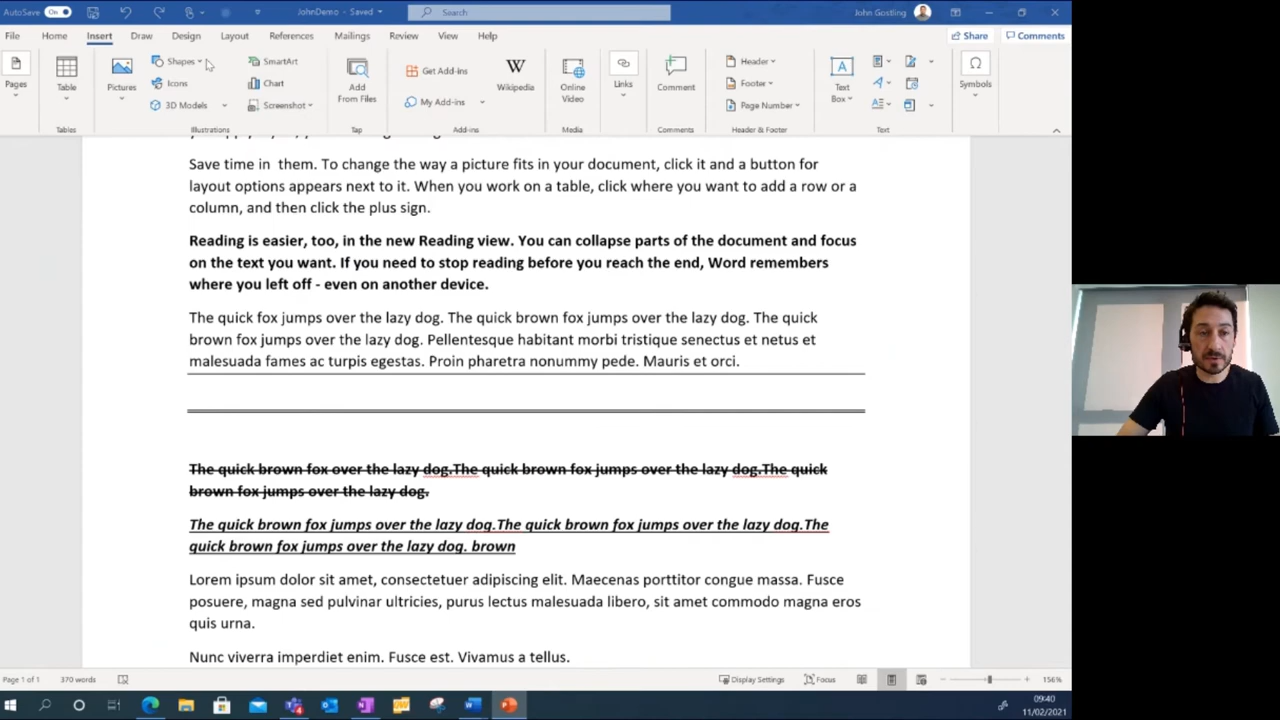 AutoSave On JohnDemo - Saved Search John Gostling
File Home Insert Draw Design Layout References Mailings Review View Help Share Comments
Pages
Table
Tables
Pictures
Shapes
Icons
3D Models
SmartArt
Chart
Screenshot
Illustrations
Add
From Files
Tap
Get Add-ins
My Add-ins
Wikipedia
Add-ins
Online
Video
Media
Links
Comment
Comments
Header
Footer
Page Number
Header & Footer
Text
Box
Text
Symbols
Save time in  them. To change the way a picture fits in your document, click it and a button for
layout options appears next to it. When you work on a table, click where you want to add a row or a
column, and then click the plus sign.
Reading is easier, too, in the new Reading view. You can collapse parts of the document and focus
on the text you want. If you need to stop reading before you reach the end, Word remembers
where you left off - even on another device.
The quick fox jumps over the lazy dog. The quick brown fox jumps over the lazy dog. The quick
brown fox jumps over the lazy dog. Pellentesque habitant morbi tristique senectus et netus et
malesuada fames ac turpis egestas. Proin pharetra nonummy pede. Mauris et orci.
The quick brown fox over the lazy dog.The quick brown fox jumps over the lazy dog.The quick
brown fox jumps over the lazy dog.
The quick brown fox jumps over the lazy dog.The quick brown fox jumps over the lazy dog.The
quick brown fox jumps over the lazy dog. brown
Lorem ipsum dolor sit amet, consectetuer adipiscing elit. Maecenas porttitor congue massa. Fusce
posuere, magna sed pulvinar ultricies, purus lectus malesuada libero, sit amet commodo magna eros
quis urna.
Nunc viverra imperdiet enim. Fusce est. Vivamus a tellus.
Page 1 of 1 370 words Display Settings Focus 156%
09:40
11/02/2021